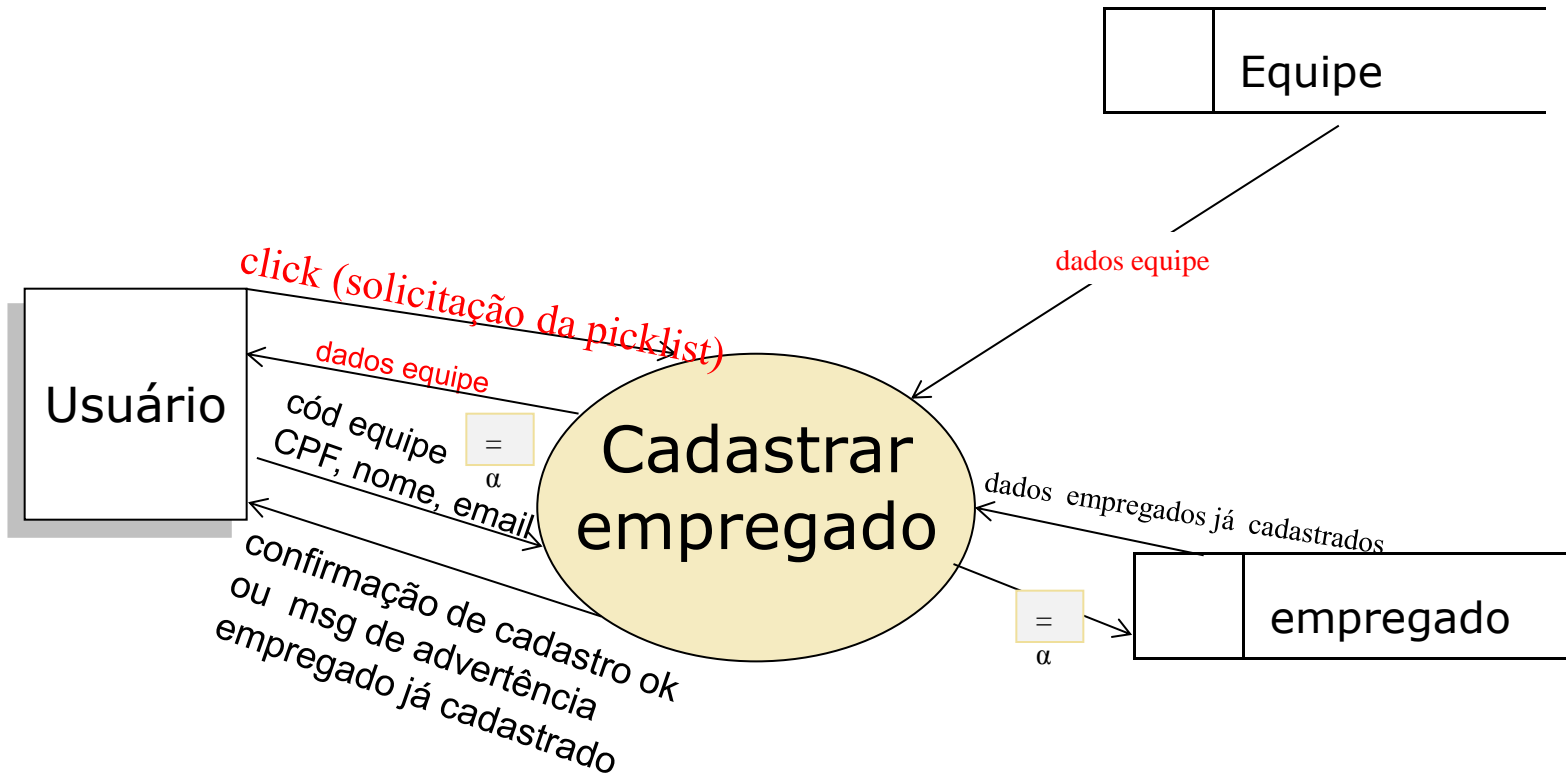 Equipe
dados equipe
click (solicitação da picklist)
dados equipe
Usuário
cód equipe
CPF, nome, email
=
α
Cadastrar
empregado
dados empregados já cadastrados
confirmação de cadastro ok
ou msg de advertência
empregado já cadastrado
=
α
empregado